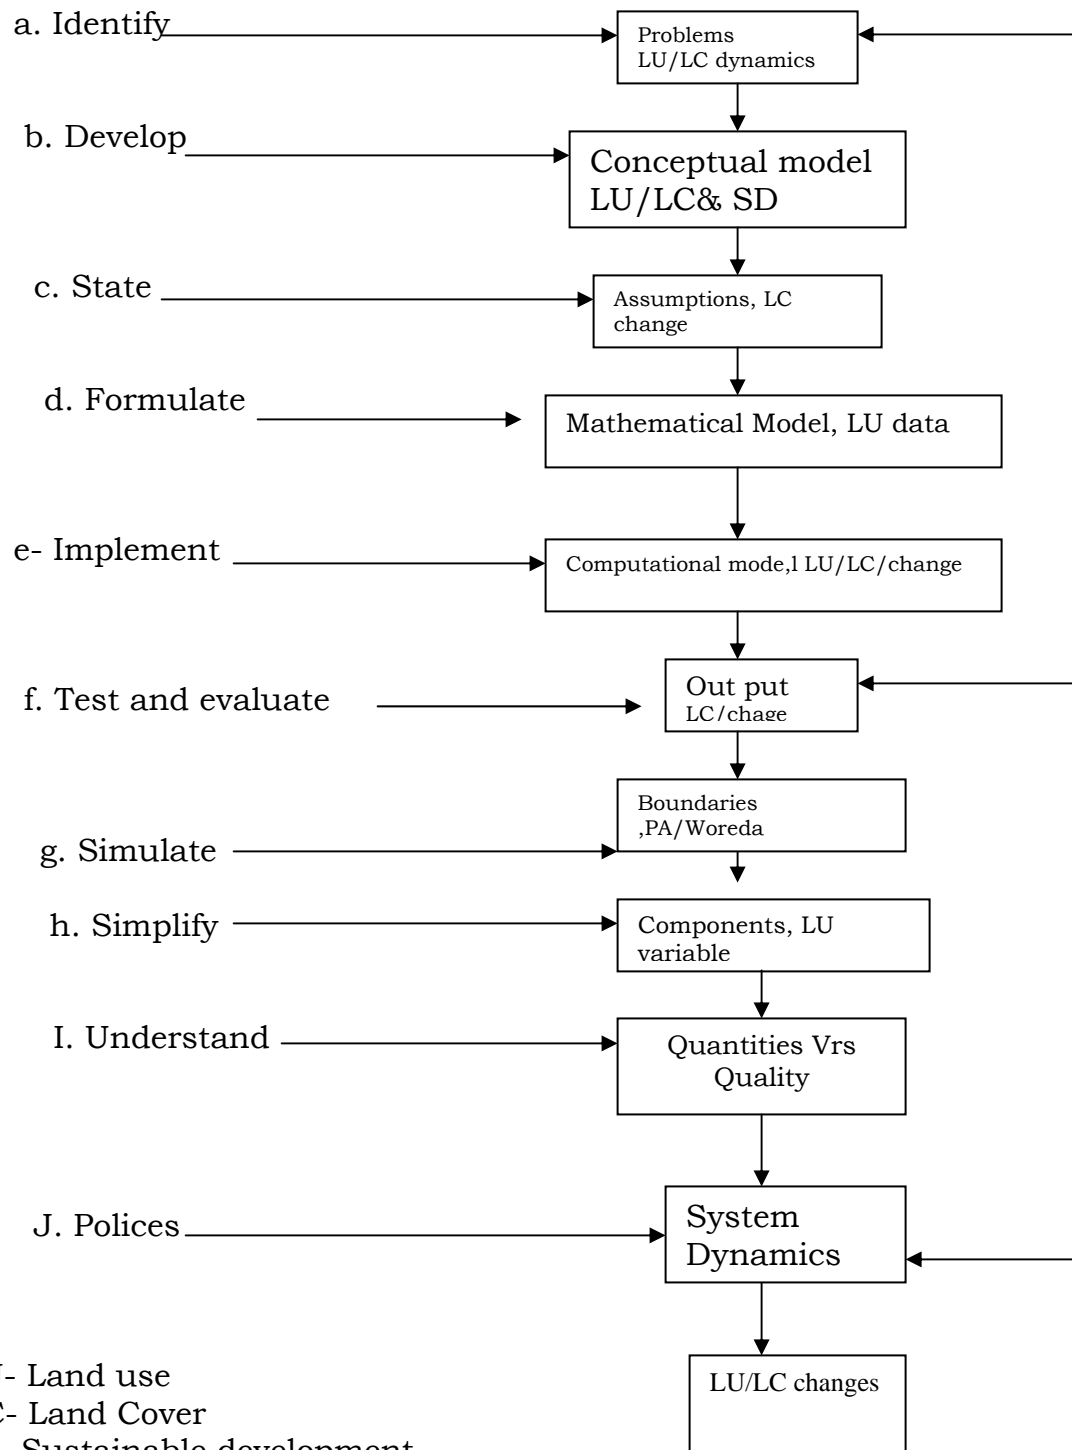 a. Identify
Problems
LU/LC dynamics
b. Develop
Conceptual model
LU/LC& SD
c. State
Assumptions, LC
change
d. Formulate
Mathematical Model, LU data
e- Implement
Computational mode,l LU/LC/change
f. Test and evaluate
Out put
LC/chage
Boundaries
,PA/Woreda
g. Simulate
h. Simplify
Components, LU
variable
I. Understand
Quantities Vrs
Quality
J. Polices
System
Dynamics
LU/LC changes
- Land use
- Land Cover
Sustainable development